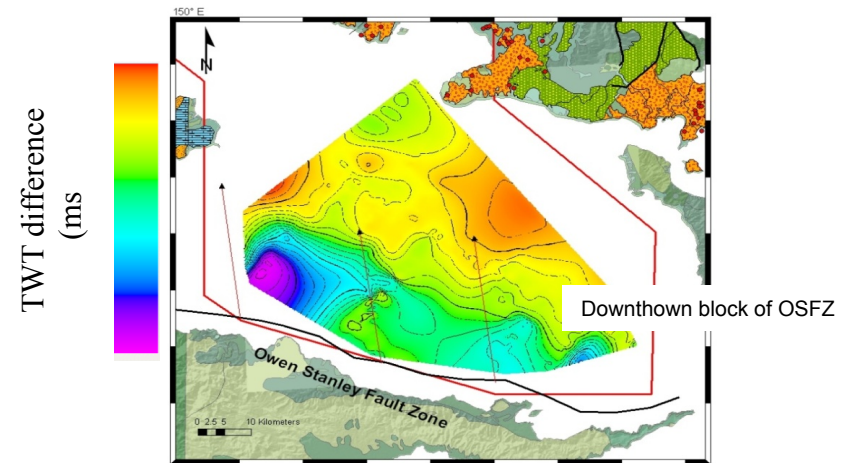 150° E
N
TWT difference
(ms
Downthown block of OSFZ
Owen Stanley Fault Zone
0 2.5 5 10 Kilometers